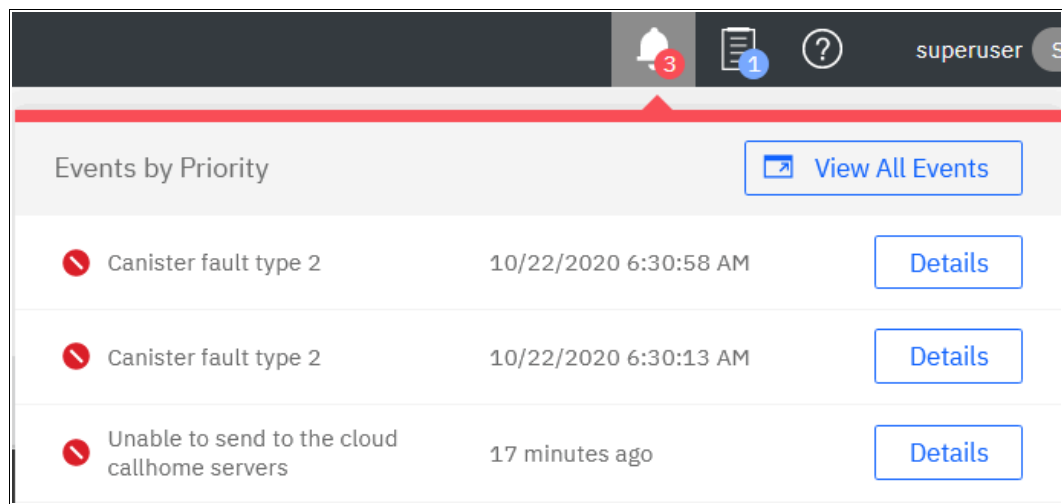 3
1
?
superuser
S
Events by Priority
View All Events
Canister fault type 2
10/22/2020 6:30:58 AM
Details
Canister fault type 2
10/22/2020 6:30:13 AM
Details
Unable to send to the cloud
callhome servers
17 minutes ago
Details